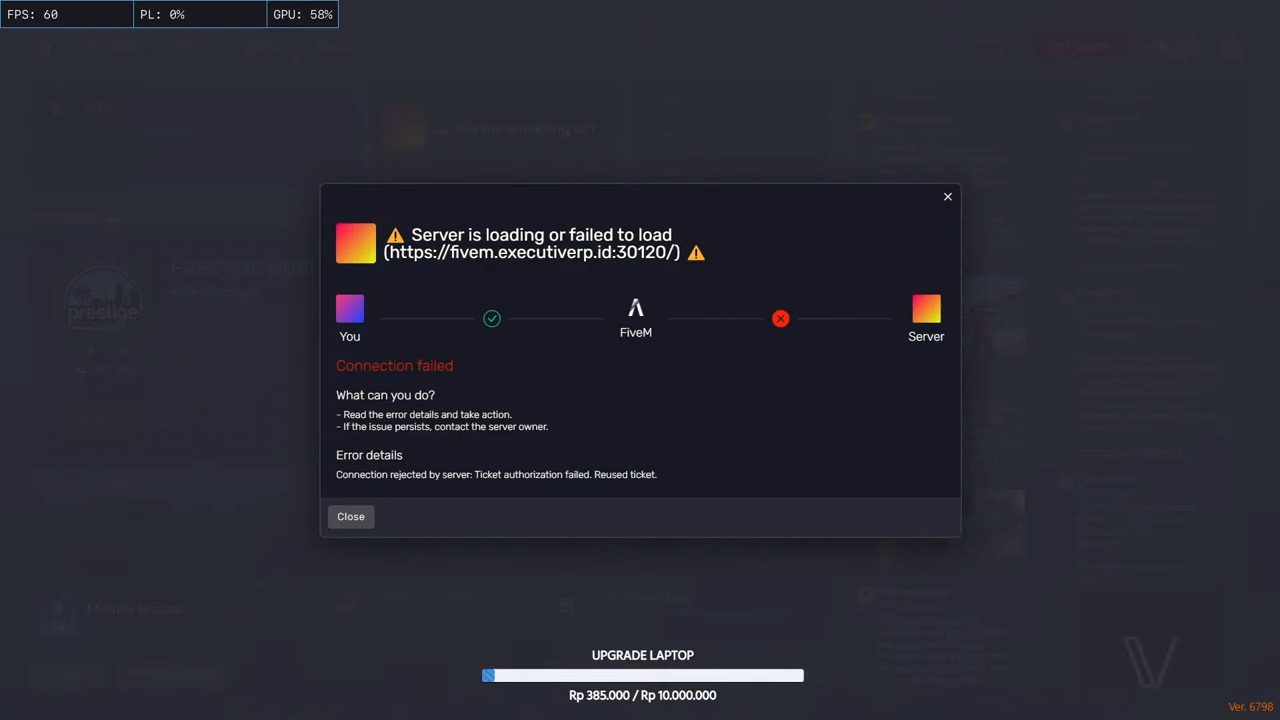 FPS: 60 PL: 0% GPU: 58%
⚠ Server is loading or failed to load
(https://fivem.executiverp.id:30120/) ⚠
You
FiveM
Server
Connection failed
What can you do?
- Read the error details and take action.
- If the issue persists, contact the server owner.
Error details
Connection rejected by server: Ticket authorization failed. Reused ticket.
Close
prestige
UPGRADE LAPTOP
Rp 385.000 / Rp 10.000.000
Ver. 6798